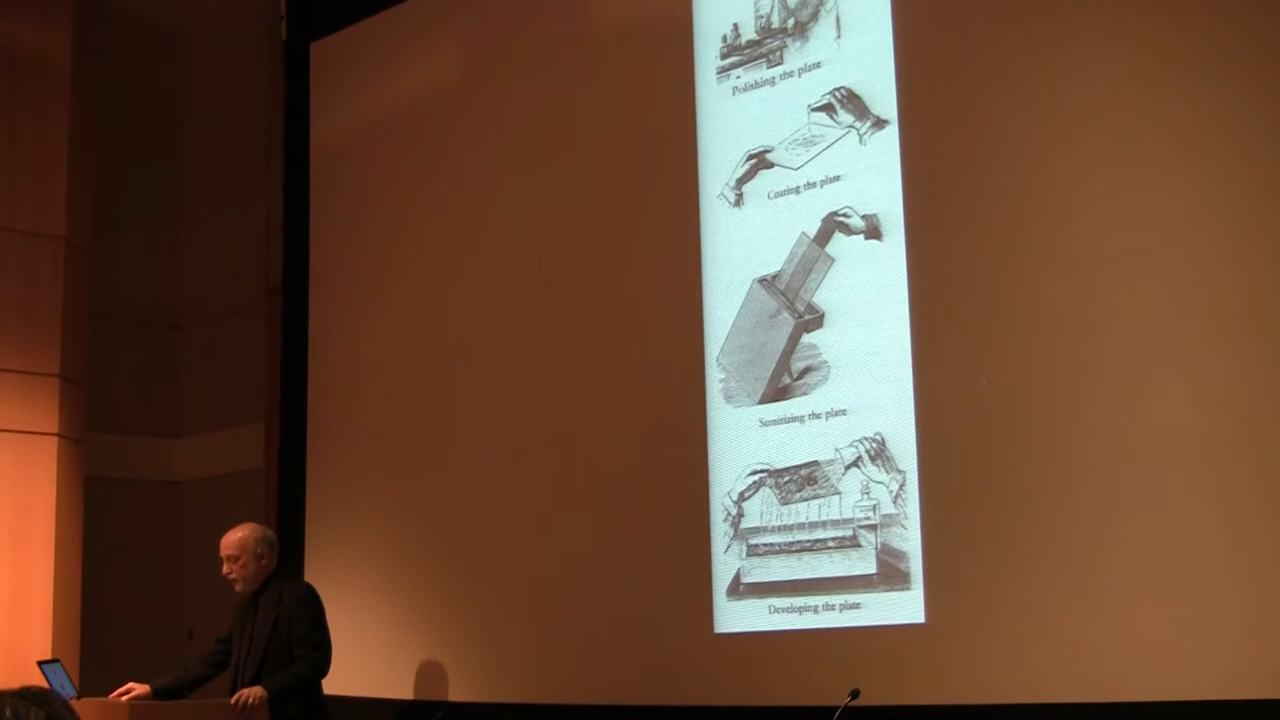 Polishing the plate
Coating the plate
Sensitizing the plate
Developing the plate